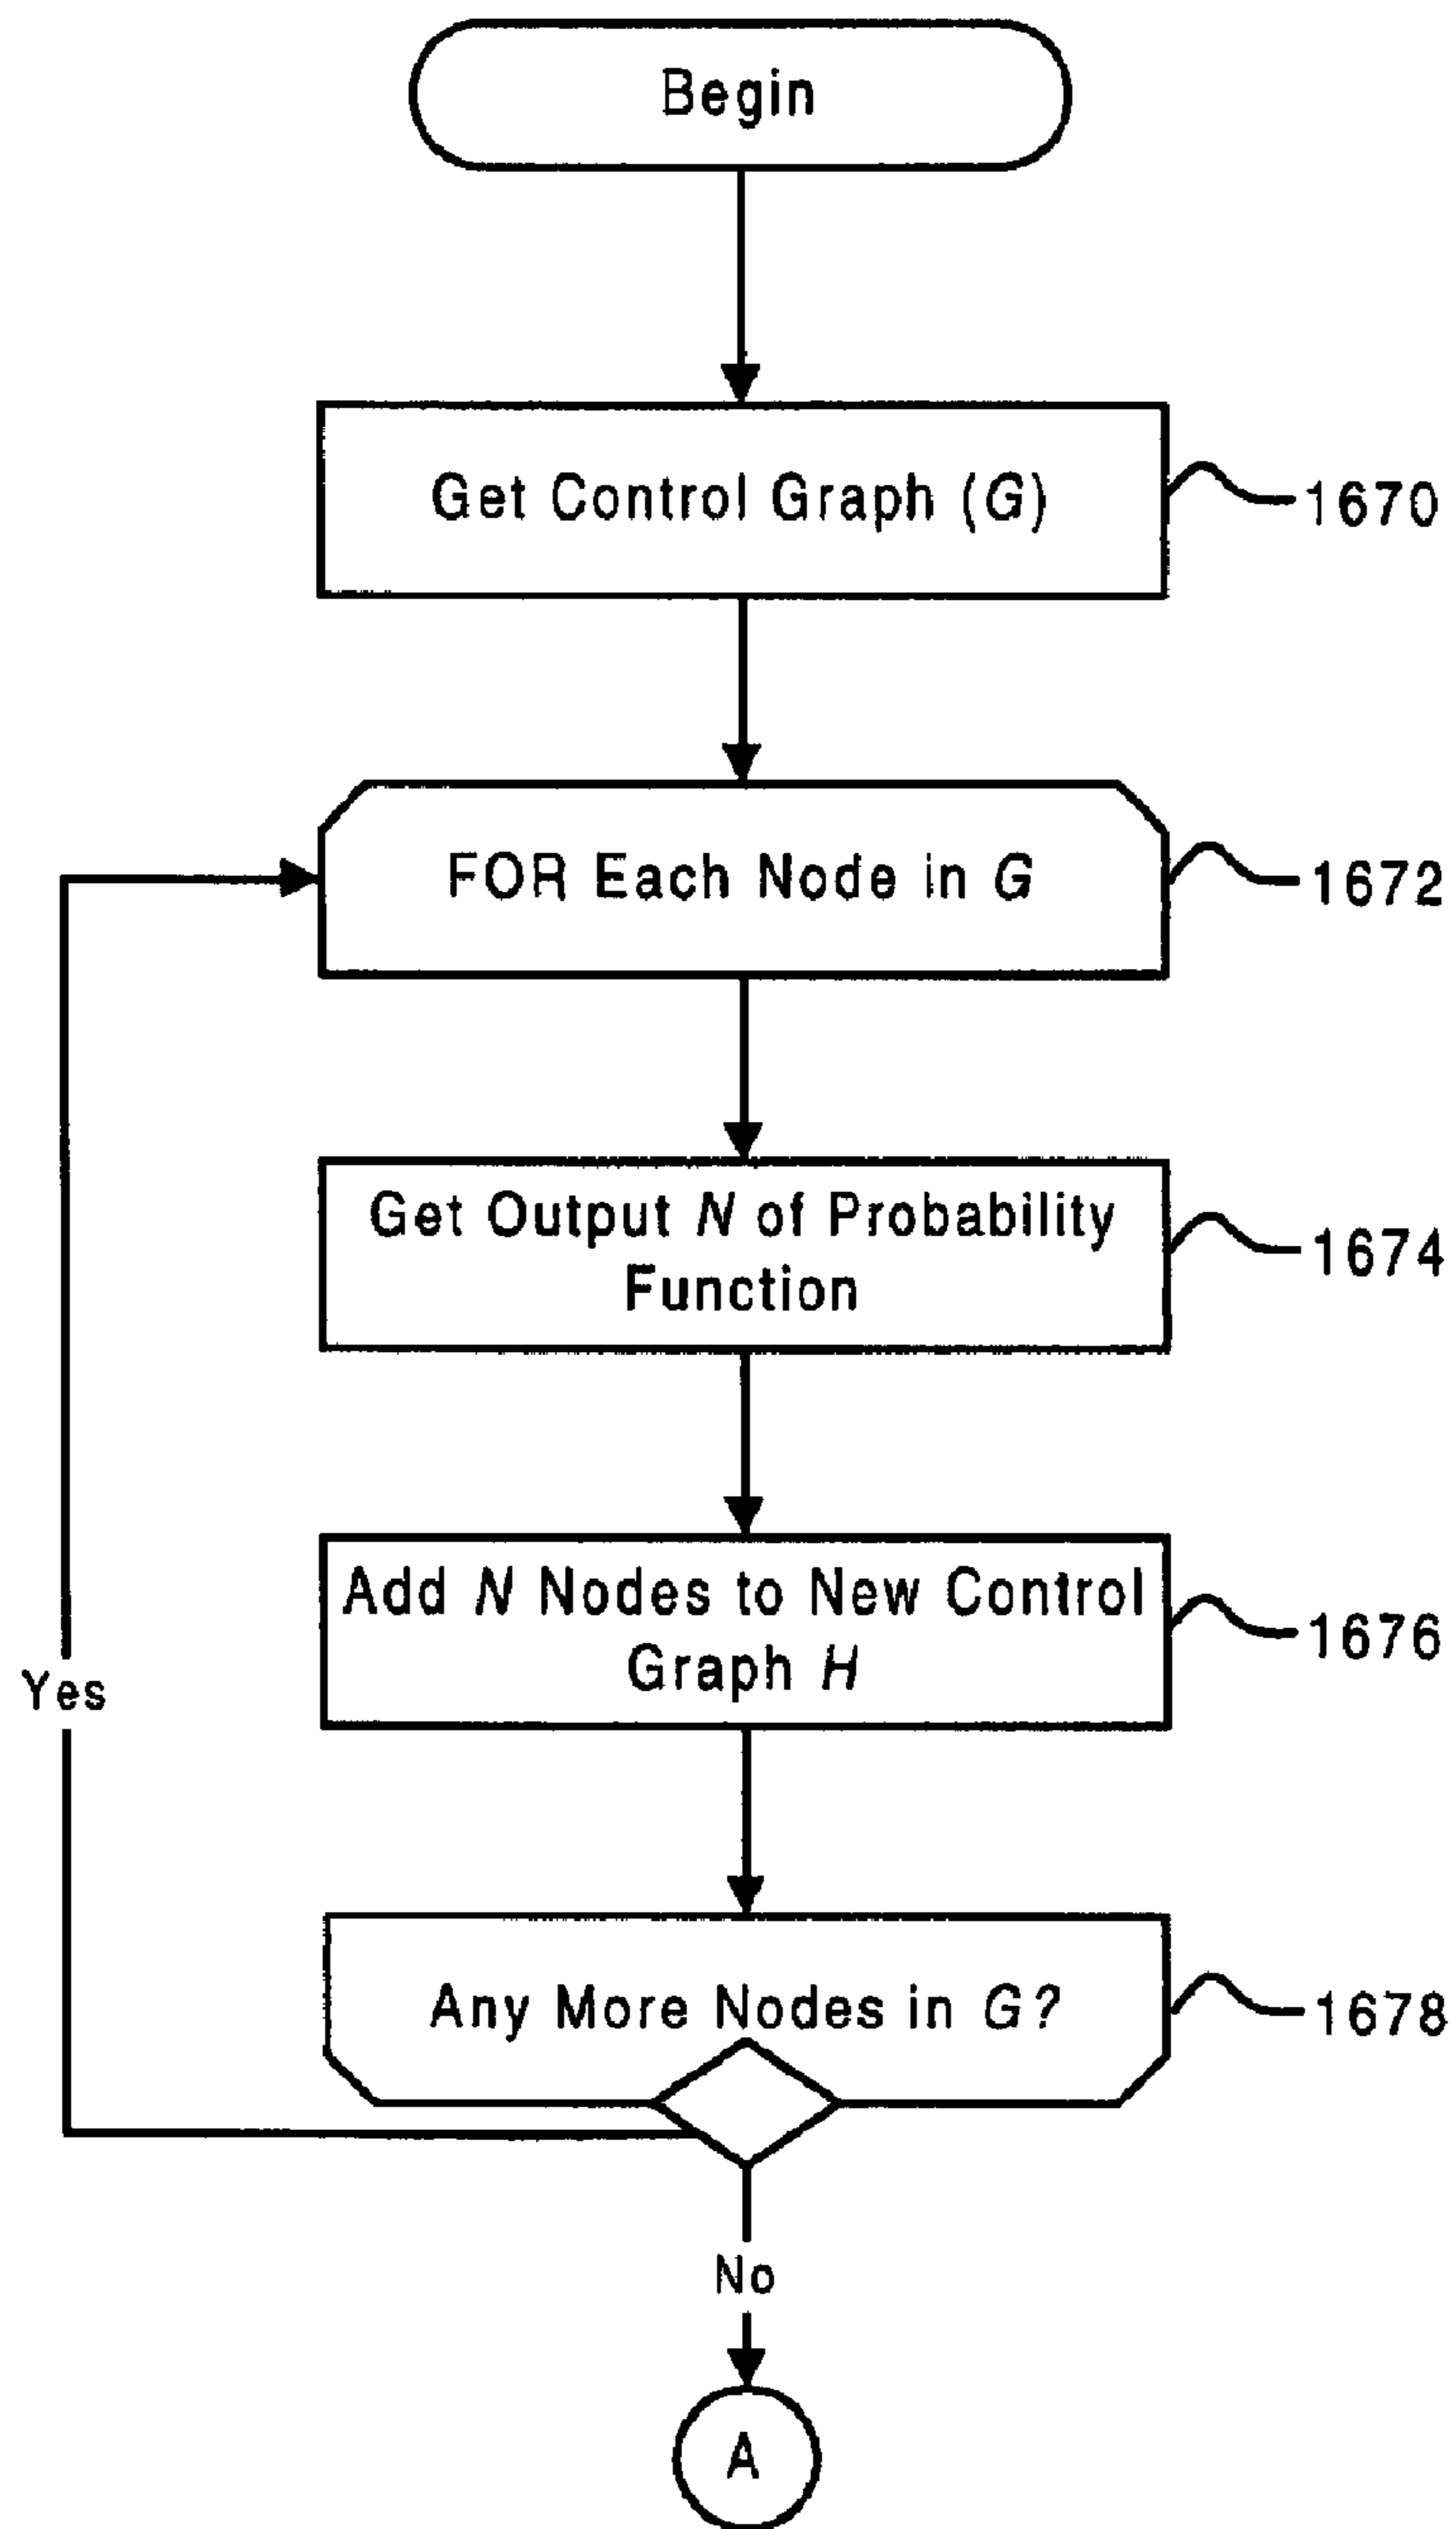 Begin
Get Control Graph (G)
1670
FOR Each Node in G
1672
Get Output N of Probability
Function
1674
Add N Nodes to New Control
Graph H
1676
Yes
Any More Nodes in G?
1678
No
A